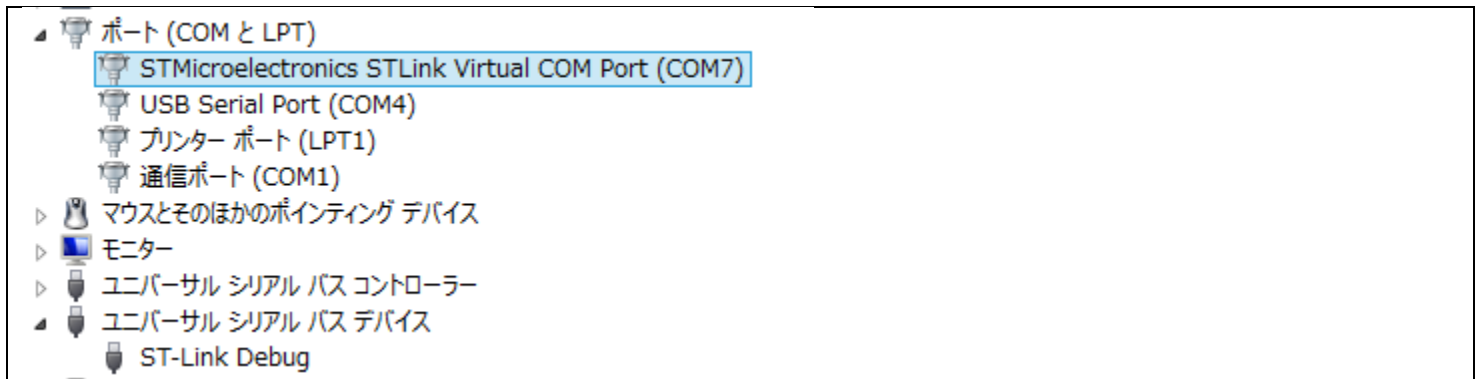 ポート (COM と LPT)
STMicroelectronics STLink Virtual COM Port (COM7)
USB Serial Port (COM4)
プリンター ポート (LPT1)
通信ポート (COM1)
マウスとそのほかのポインティング デバイス
モニター
ユニバーサル シリアル バス コントローラー
ユニバーサル シリアル バス デバイス
ST-Link Debug